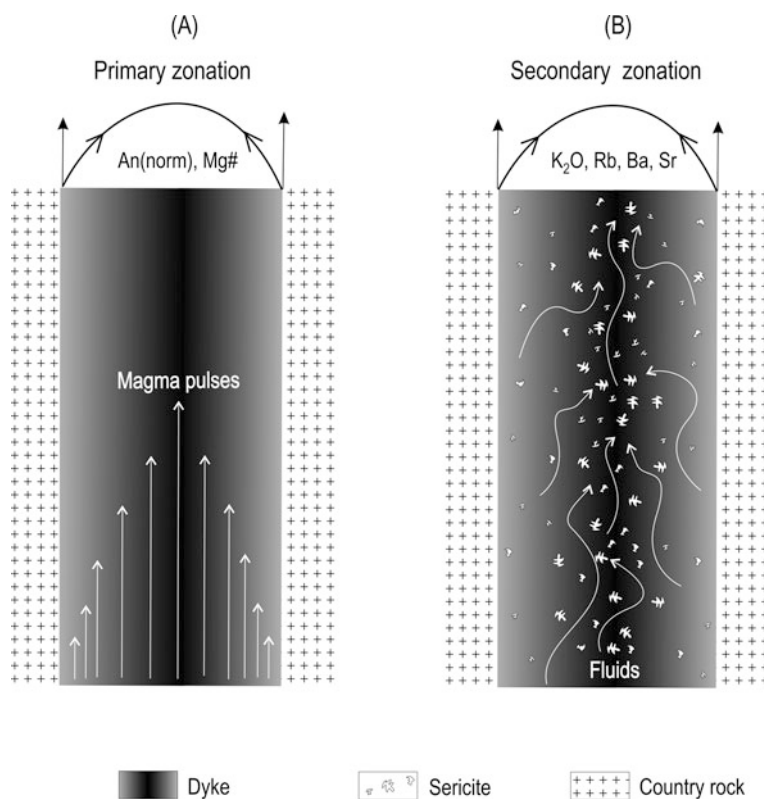 (A)
Primary zonation
An(norm), Mg#
Magma pulses
(B)
Secondary zonation
K₂O, Rb, Ba, Sr
Fluids
Dyke
Sericite
Country rock